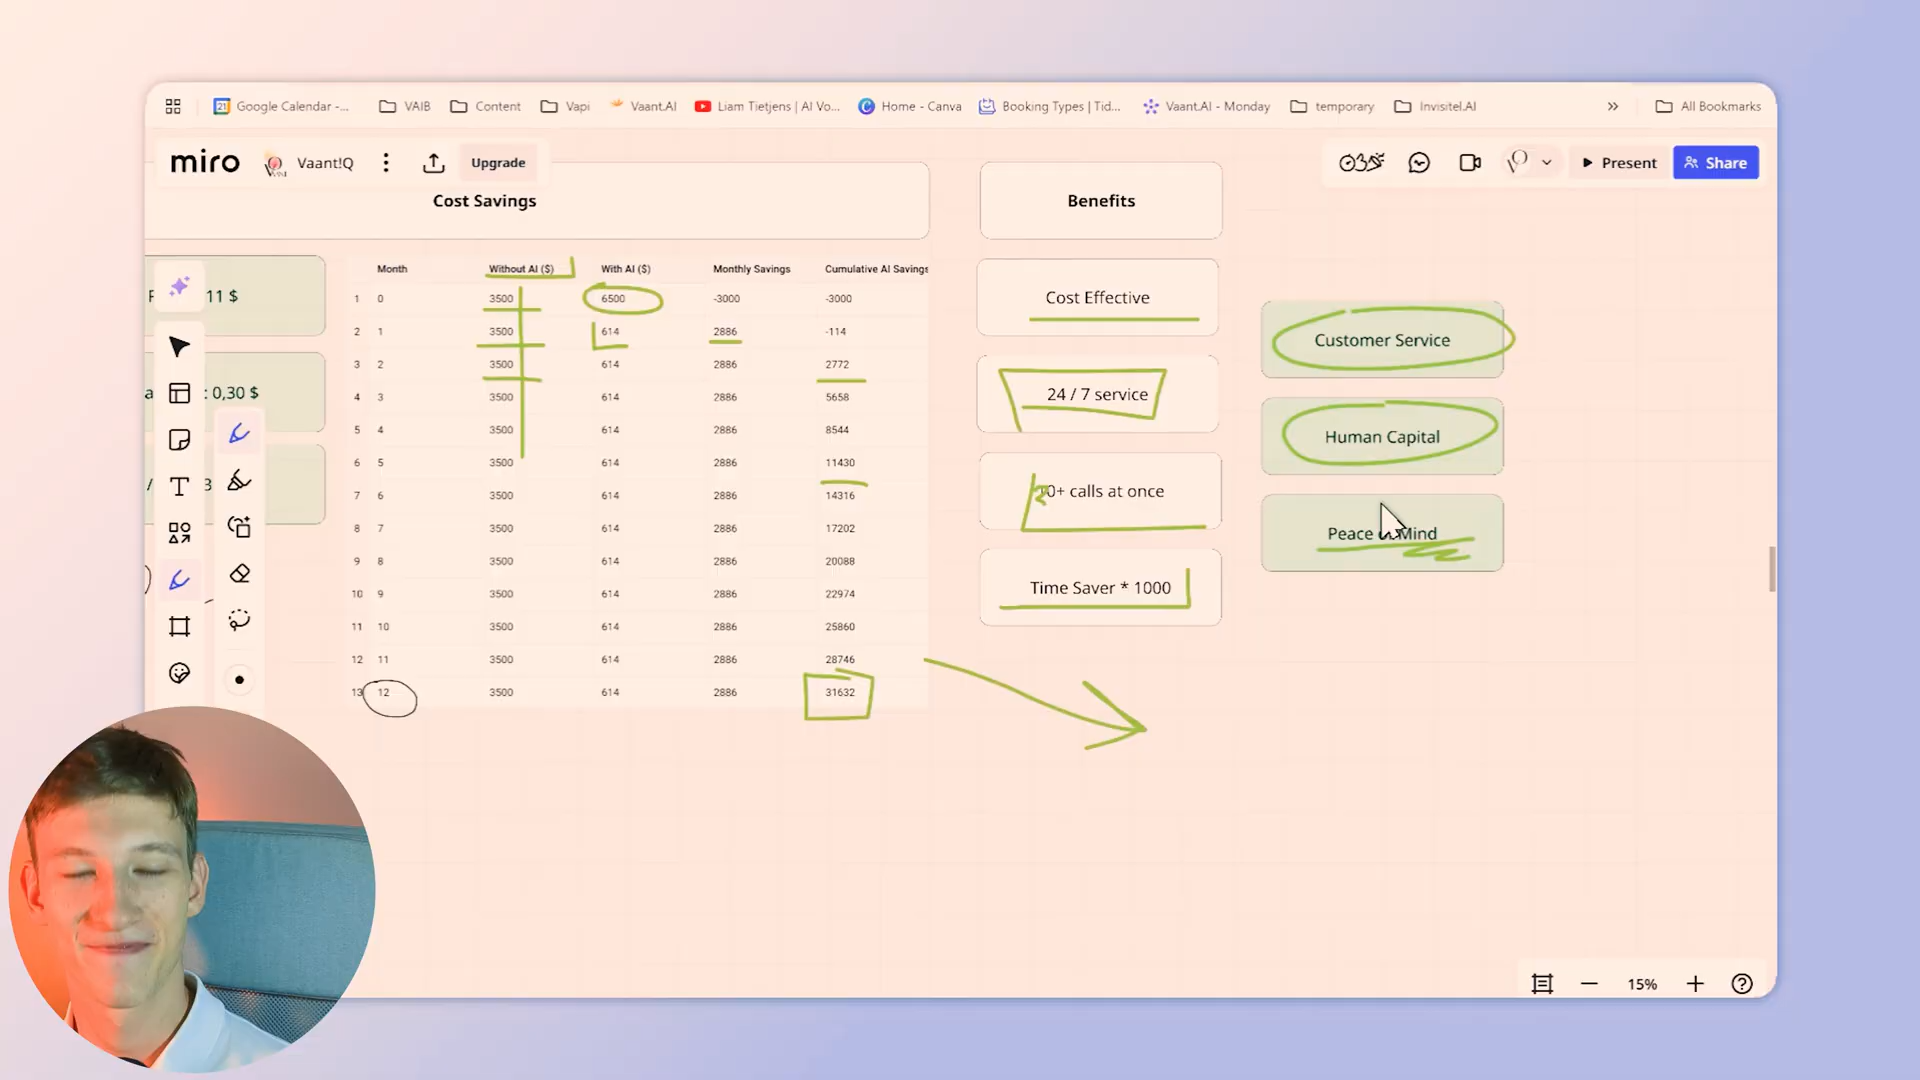 Google Calendar -...
VAIB
Content
Vapi
Vaant.AI
Liam Tietjens | AI Vo...
Home - Canva
Booking Types | Tid...
Vaant.AI - Monday
temporary
Invisitel.AI
»
All Bookmarks
miro
Vaant!Q
Upgrade
Present
Share
Cost Savings
Benefits
Month Without AI ($) With AI ($) Monthly Savings Cumulative AI Savings
1 0 3500 6500 -3000 -3000
2 1 3500 614 2886 -114
3 2 3500 614 2886 2772
4 3 3500 614 2886 5658
5 4 3500 614 2886 8544
6 5 3500 614 2886 11430
7 6 3500 614 2886 14316
8 7 3500 614 2886 17202
9 8 3500 614 2886 20088
10 9 3500 614 2886 22974
11 10 3500 614 2886 25860
12 11 3500 614 2886 28746
13 12 3500 614 2886 31632
11 $
: 0,30 $
3
Cost Effective
24 / 7 service
0+ calls at once
Time Saver * 1000
Customer Service
Human Capital
Peace Mind
15%